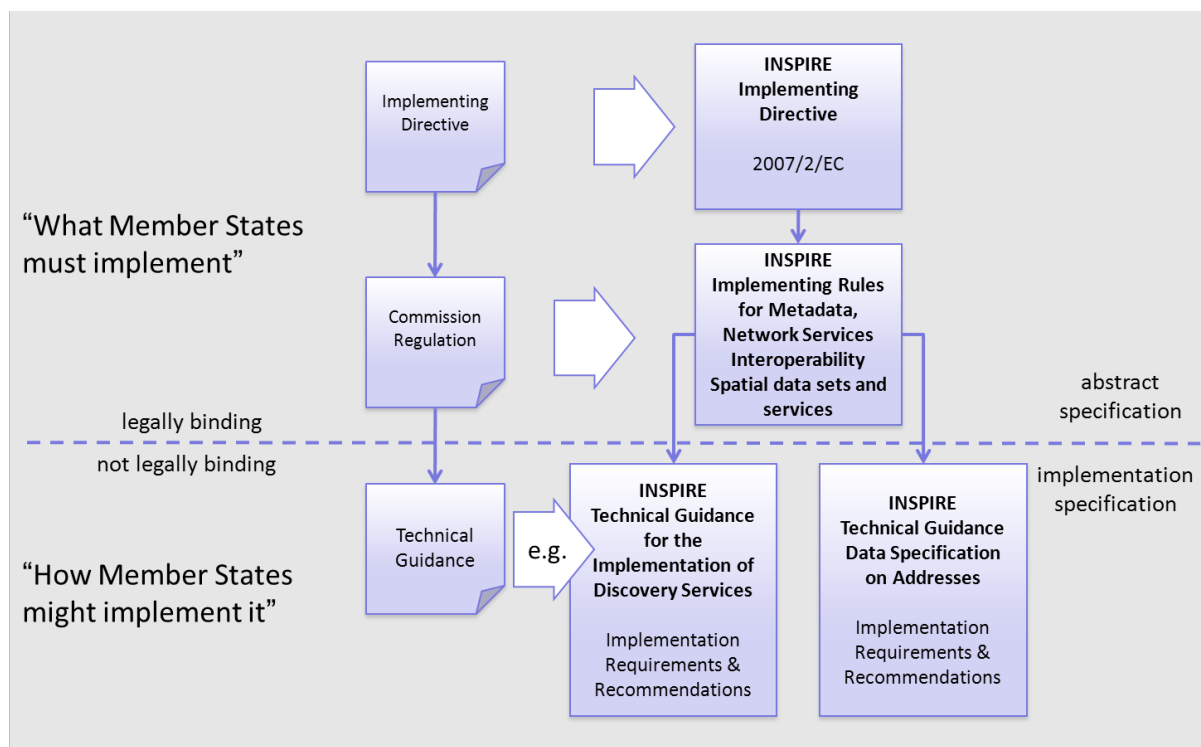 INSPIRE
Implementing
Directive
2007/2/EC
Implementing
Directive
“What Member States
must implement”
INSPIRE
Implementing Rules
for Metadata,
Network Services
Interoperability
Spatial data sets and
services
Commission
Regulation
abstract
specification
legally binding
not legally binding
implementation
specification
Technical
Guidance
e.g.
INSPIRE
Technical Guidance
for the
Implementation of
Discovery Services
Implementation
Requirements &
Recommendations
INSPIRE
Technical Guidance
Data Specification
on Addresses
Implementation
Requirements &
Recommendations
“How Member States
might implement it”